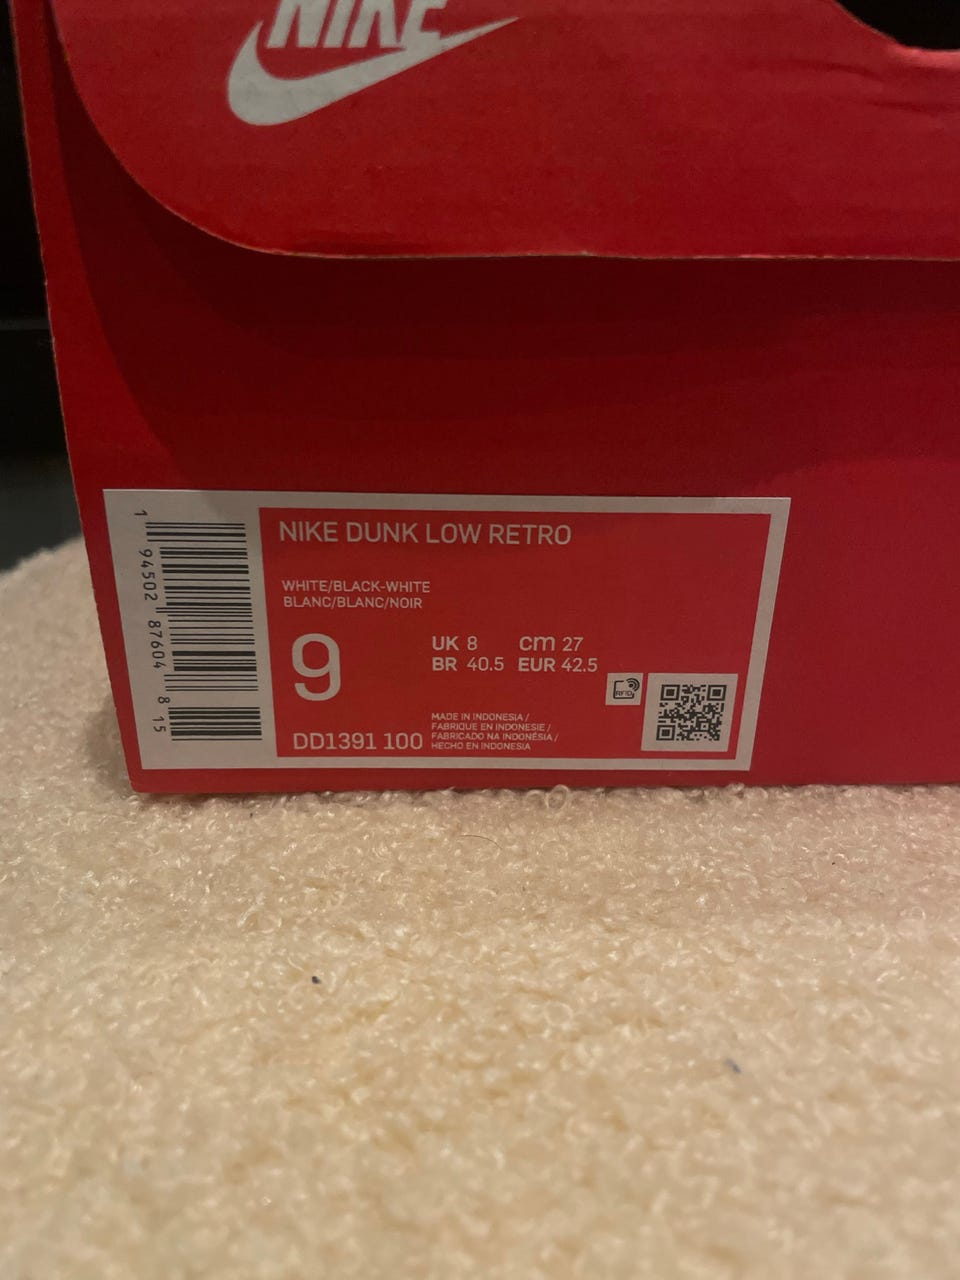 NIKE
NIKE DUNK LOW RETRO
WHITE/BLACK-WHITE
BLANC/BLANC/NOIR
9
UK 8 cm 27
BR 40.5 EUR 42.5
RFID
DD1391 100
MADE IN INDONESIA /
FABRIQUE EN INDONESIE /
FABRICADO NA INDONÉSIA /
HECHO EN INDONESIA
1 94502 87604 8 15